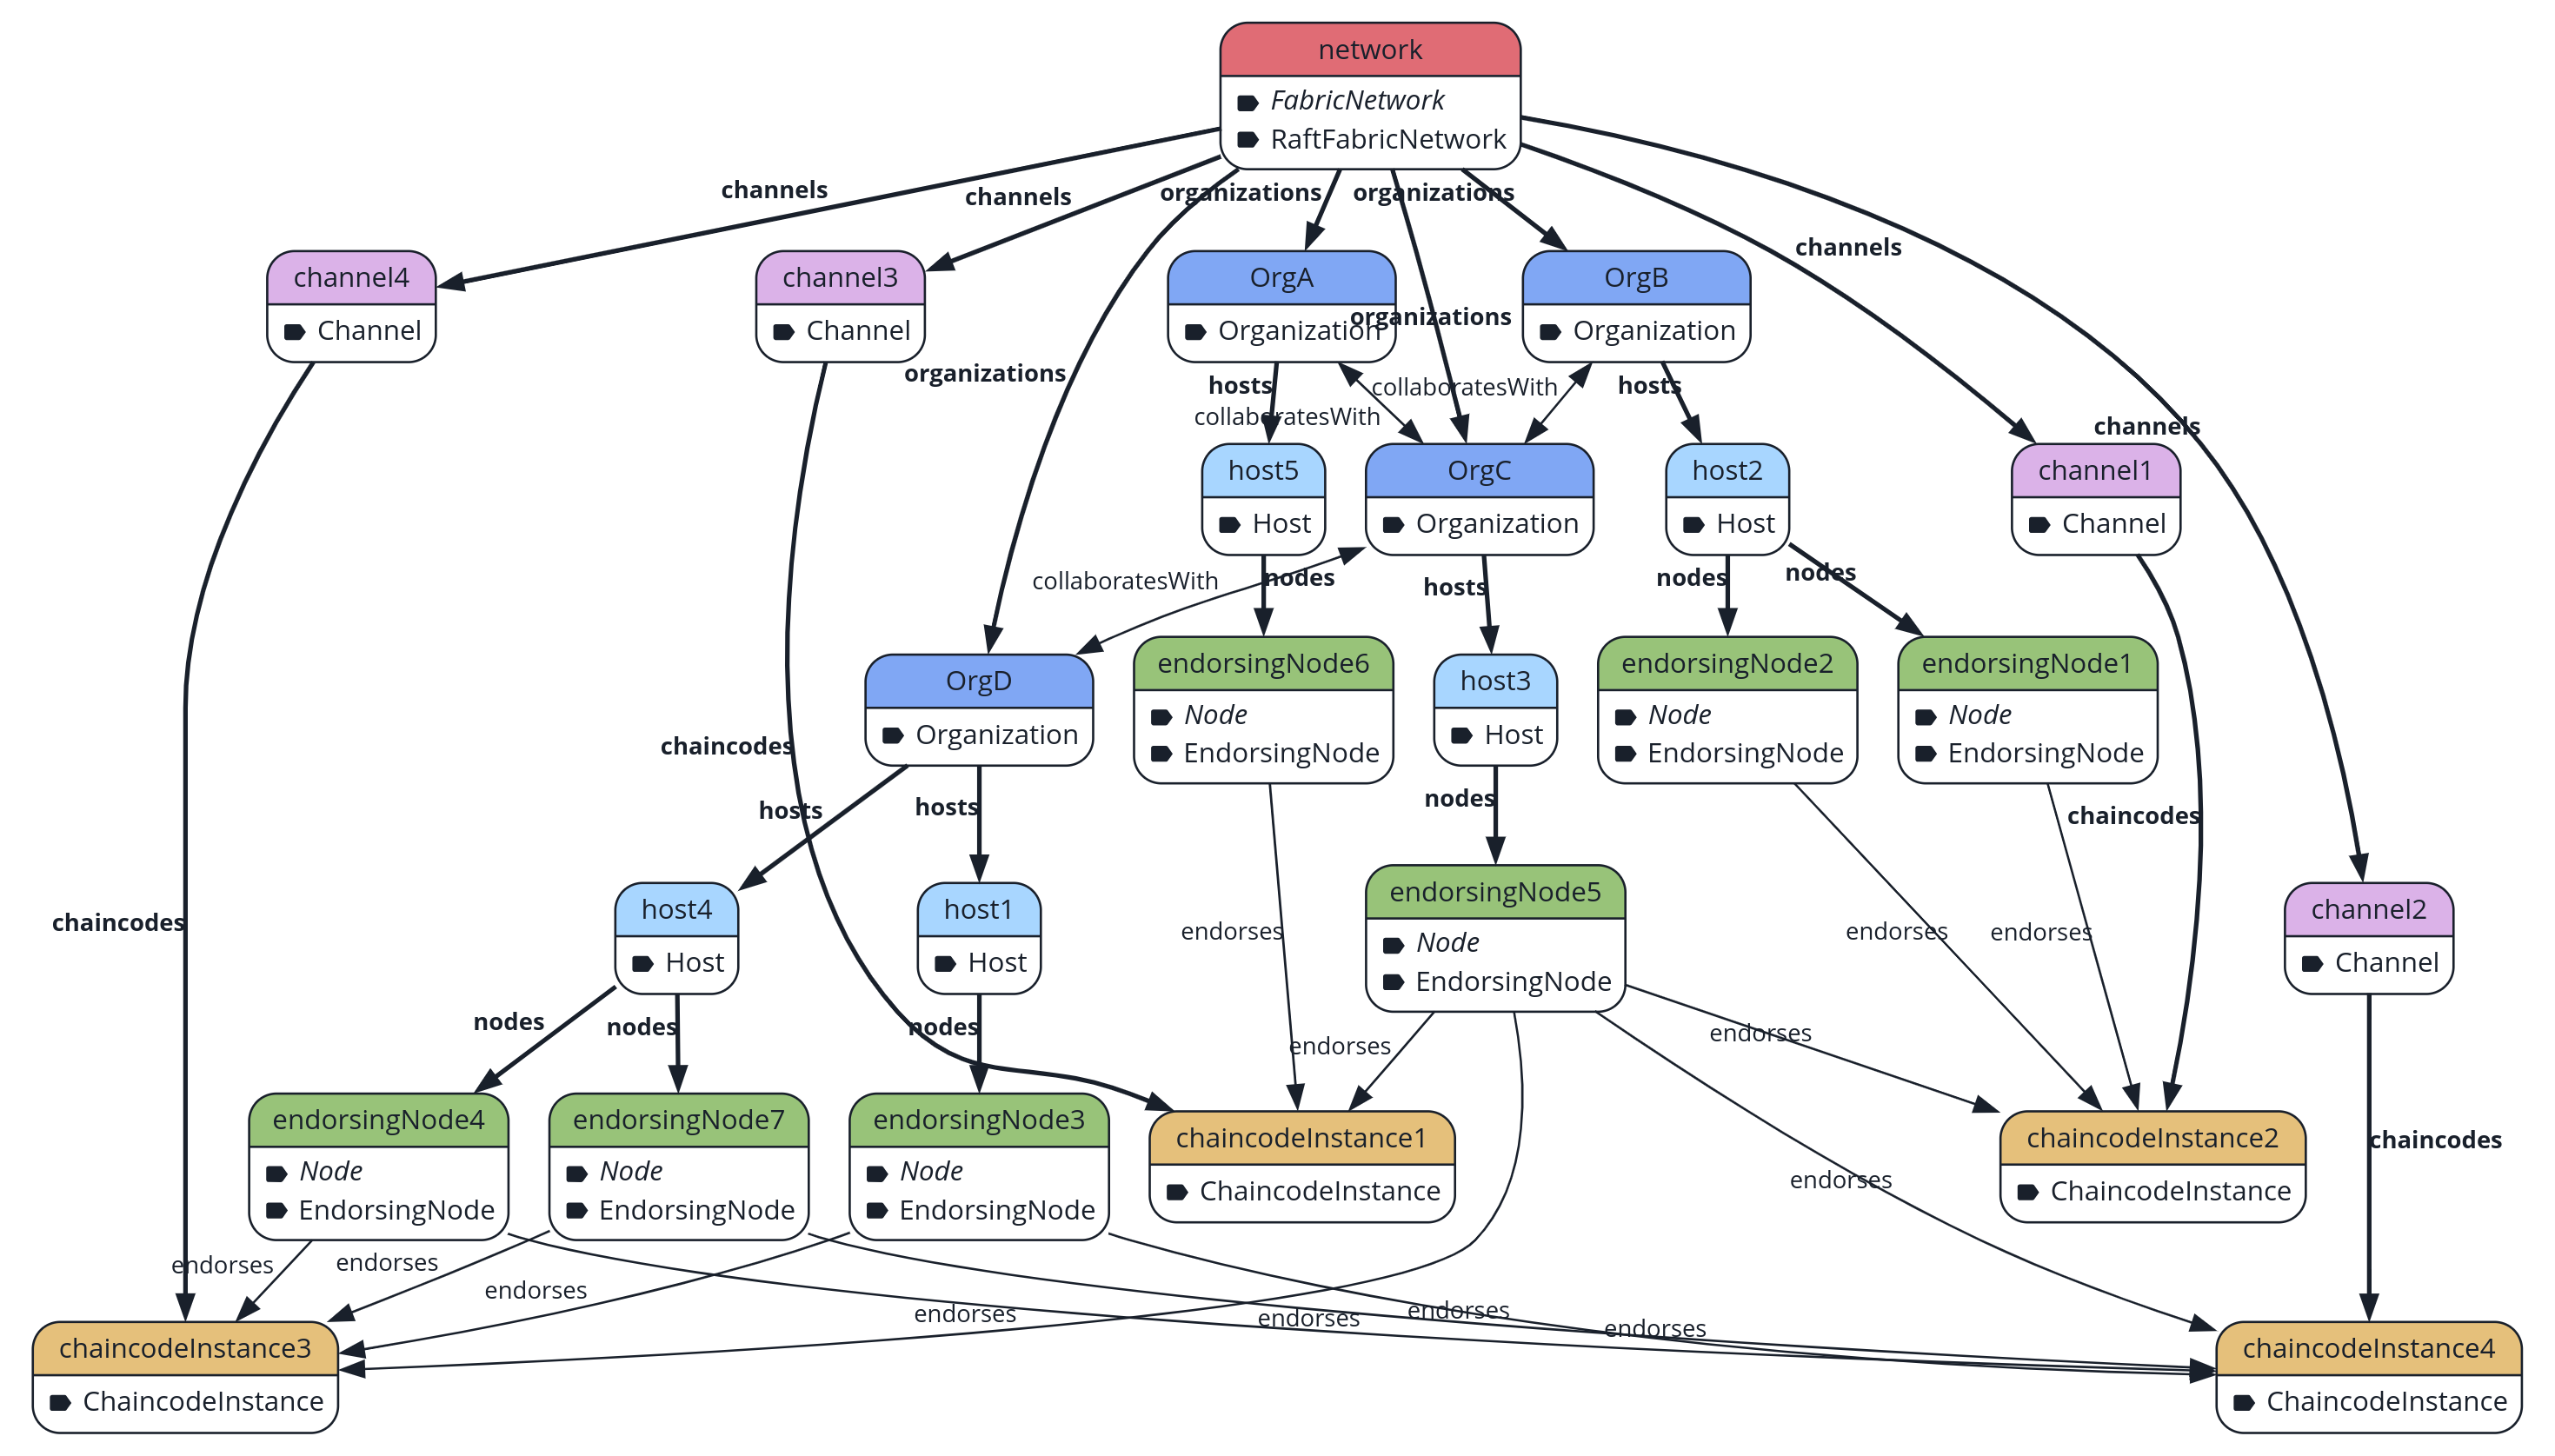 network
FabricNetwork
RaftFabricNetwork
channels
channels
organizations
organizations
channels
channel4
Channel
channel3
Channel
OrgA
Organization
OrgB
Organization
organizations
organizations
hosts
collaboratesWith
hosts
collaboratesWith
channels
host5
Host
OrgC
Organization
host2
Host
channel1
Channel
collaboratesWith
nodes
hosts
nodes
nodes
OrgD
Organization
endorsingNode6
Node
EndorsingNode
host3
Host
endorsingNode2
Node
EndorsingNode
endorsingNode1
Node
EndorsingNode
chaincodes
hosts
hosts
nodes
chaincodes
chaincodes
host4
Host
host1
Host
endorses
endorsingNode5
Node
EndorsingNode
endorses
endorses
channel2
Channel
nodes
nodes
nodes
endorses
endorses
endorsingNode4
Node
EndorsingNode
endorsingNode7
Node
EndorsingNode
endorsingNode3
Node
EndorsingNode
chaincodeInstance1
ChaincodeInstance
endorses
chaincodeInstance2
ChaincodeInstance
chaincodes
endorses
endorses
endorses
endorses
endorses
endorses
endorses
chaincodeInstance3
ChaincodeInstance
chaincodeInstance4
ChaincodeInstance